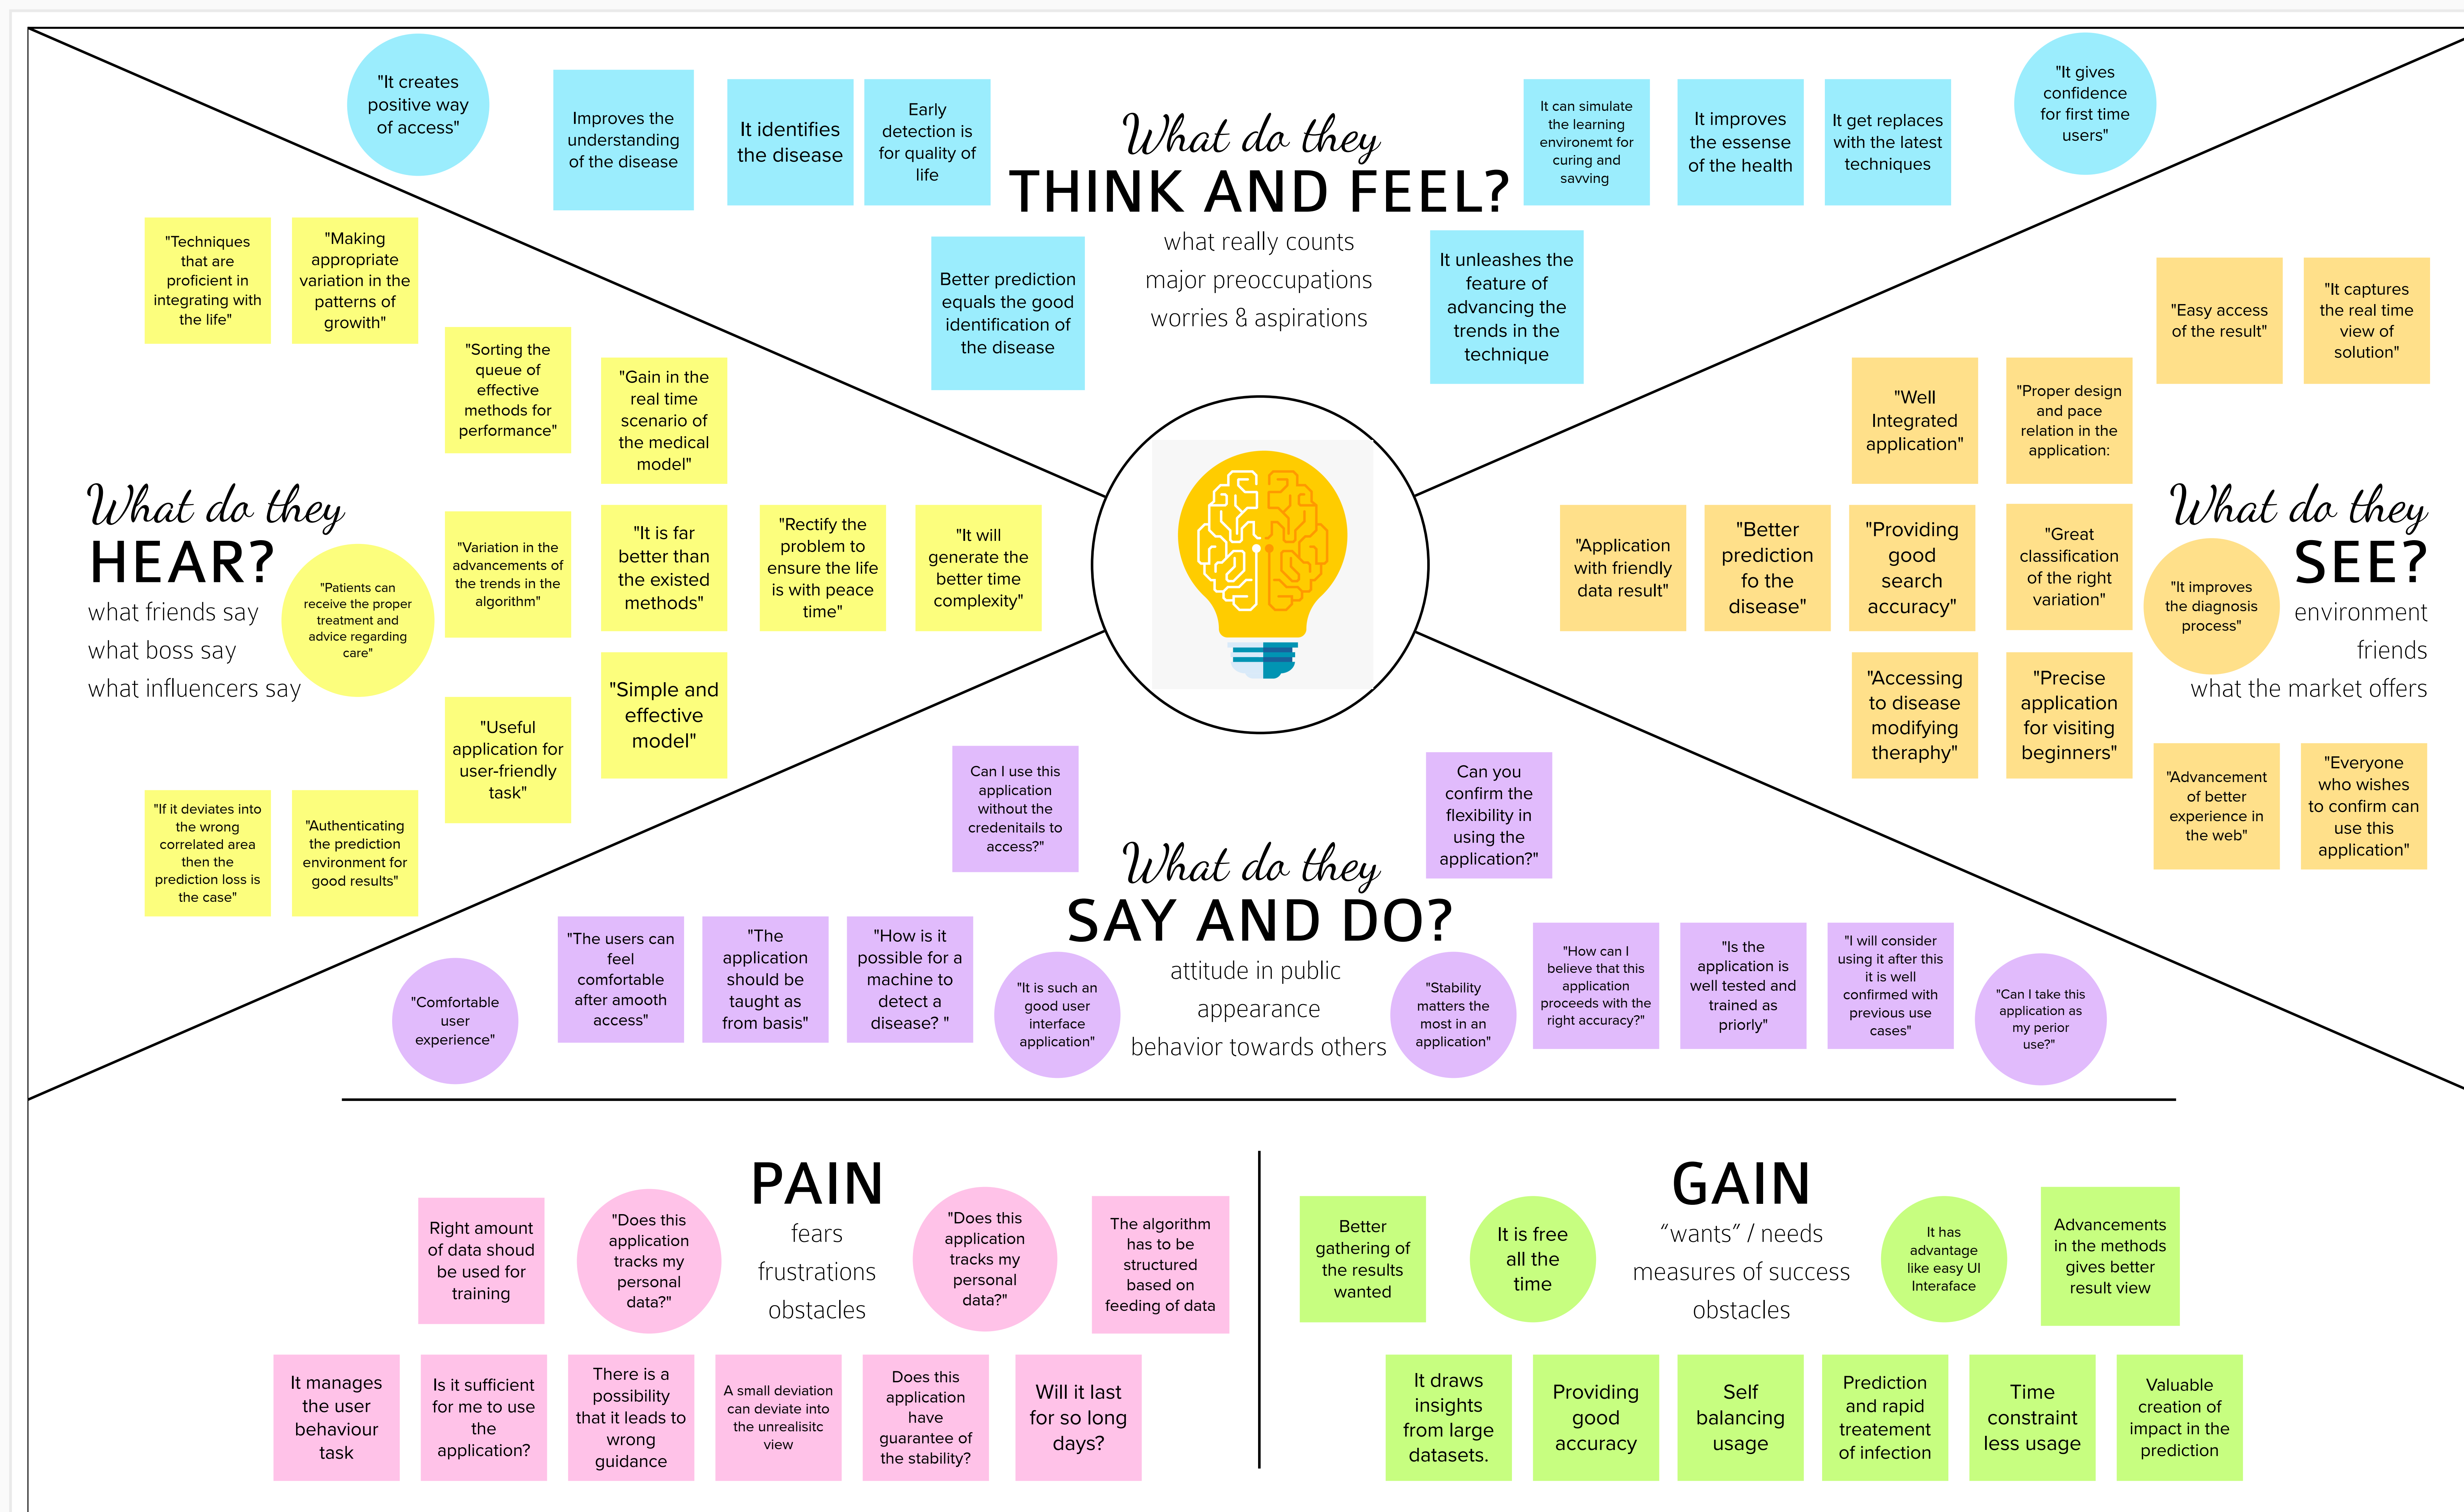 "It creates
positive way
of access"
Improves the
understanding
of the disease
It identifies
the disease
Early
detection is
for quality of
life
What do they
THINK AND FEEL?
what really counts
major preoccupations
worries & aspirations
It can simulate
the learning
environemt for
curing and
savving
It improves
the essense
of the health
It get replaces
with the latest
techniques
"It gives
confidence
for first time
users"
Better prediction
equals the good
identification of
the disease
It unleashes the
feature of
advancing the
trends in the
technique
"Techniques
that are
proficient in
integrating with
the life"
"Making
appropriate
variation in the
patterns of
growth"
"Sorting the
queue of
effective
methods for
performance"
"Gain in the
real time
scenario of
the medical
model"
What do they
HEAR?
what friends say
what boss say
what influencers say
"Patients can
receive the proper
treatment and
advice regarding
care"
"Variation in the
advancements of
the trends in the
algorithm"
"It is far
better than
the existed
methods"
"Rectify the
problem to
ensure the life
is with peace
time"
"It will
generate the
better time
complexity"
"Simple and
effective
model"
"Useful
application for
user-friendly
task"
"If it deviates into
the wrong
correlated area
then the
prediction loss is
the case"
"Authenticating
the prediction
environment for
good results"
"Easy access
of the result"
"It captures
the real time
view of
solution"
"Well
Integrated
application"
"Proper design
and pace
relation in the
application:
What do they
SEE?
environment
friends
what the market offers
"Application
with friendly
data result"
"Better
prediction
fo the
disease"
"Providing
good
search
accuracy"
"Great
classification
of the right
variation"
"It improves
the diagnosis
process"
"Accessing
to disease
modifying
theraphy"
"Precise
application
for visiting
beginners"
"Advancement
of better
experience in
the web"
"Everyone
who wishes
to confirm can
use this
application"
Can I use this
application
without the
credenitails to
access?"
Can you
confirm the
flexibility in
using the
application?"
What do they
SAY AND DO?
attitude in public
appearance
behavior towards others
"Comfortable
user
experience"
"The users can
feel
comfortable
after amooth
access"
"The
application
should be
taught as
from basis"
"How is it
possible for a
machine to
detect a
disease? "
"It is such an
good user
interface
application"
"Stability
matters the
most in an
application"
"How can I
believe that this
application
proceeds with the
right accuracy?"
"Is the
application is
well tested and
trained as
priorly"
"I will consider
using it after this
it is well
confirmed with
previous use
cases"
"Can I take this
application as
my perior
use?"
PAIN
fears
frustrations
obstacles
Right amount
of data shoud
be used for
training
"Does this
application
tracks my
personal
data?"
"Does this
application
tracks my
personal
data?"
The algorithm
has to be
structured
based on
feeding of data
It manages
the user
behaviour
task
Is it sufficient
for me to use
the
application?
There is a
possibility
that it leads to
wrong
guidance
A small deviation
can deviate into
the unrealisitc
view
Does this
application
have
guarantee of
the stability?
Will it last
for so long
days?
GAIN
“wants” / needs
measures of success
obstacles
Better
gathering of
the results
wanted
It is free
all the
time
It has
advantage
like easy UI
Interaface
Advancements
in the methods
gives better
result view
It draws
insights
from large
datasets.
Providing
good
accuracy
Self
balancing
usage
Prediction
and rapid
treatement
of infection
Time
constraint
less usage
Valuable
creation of
impact in the
prediction